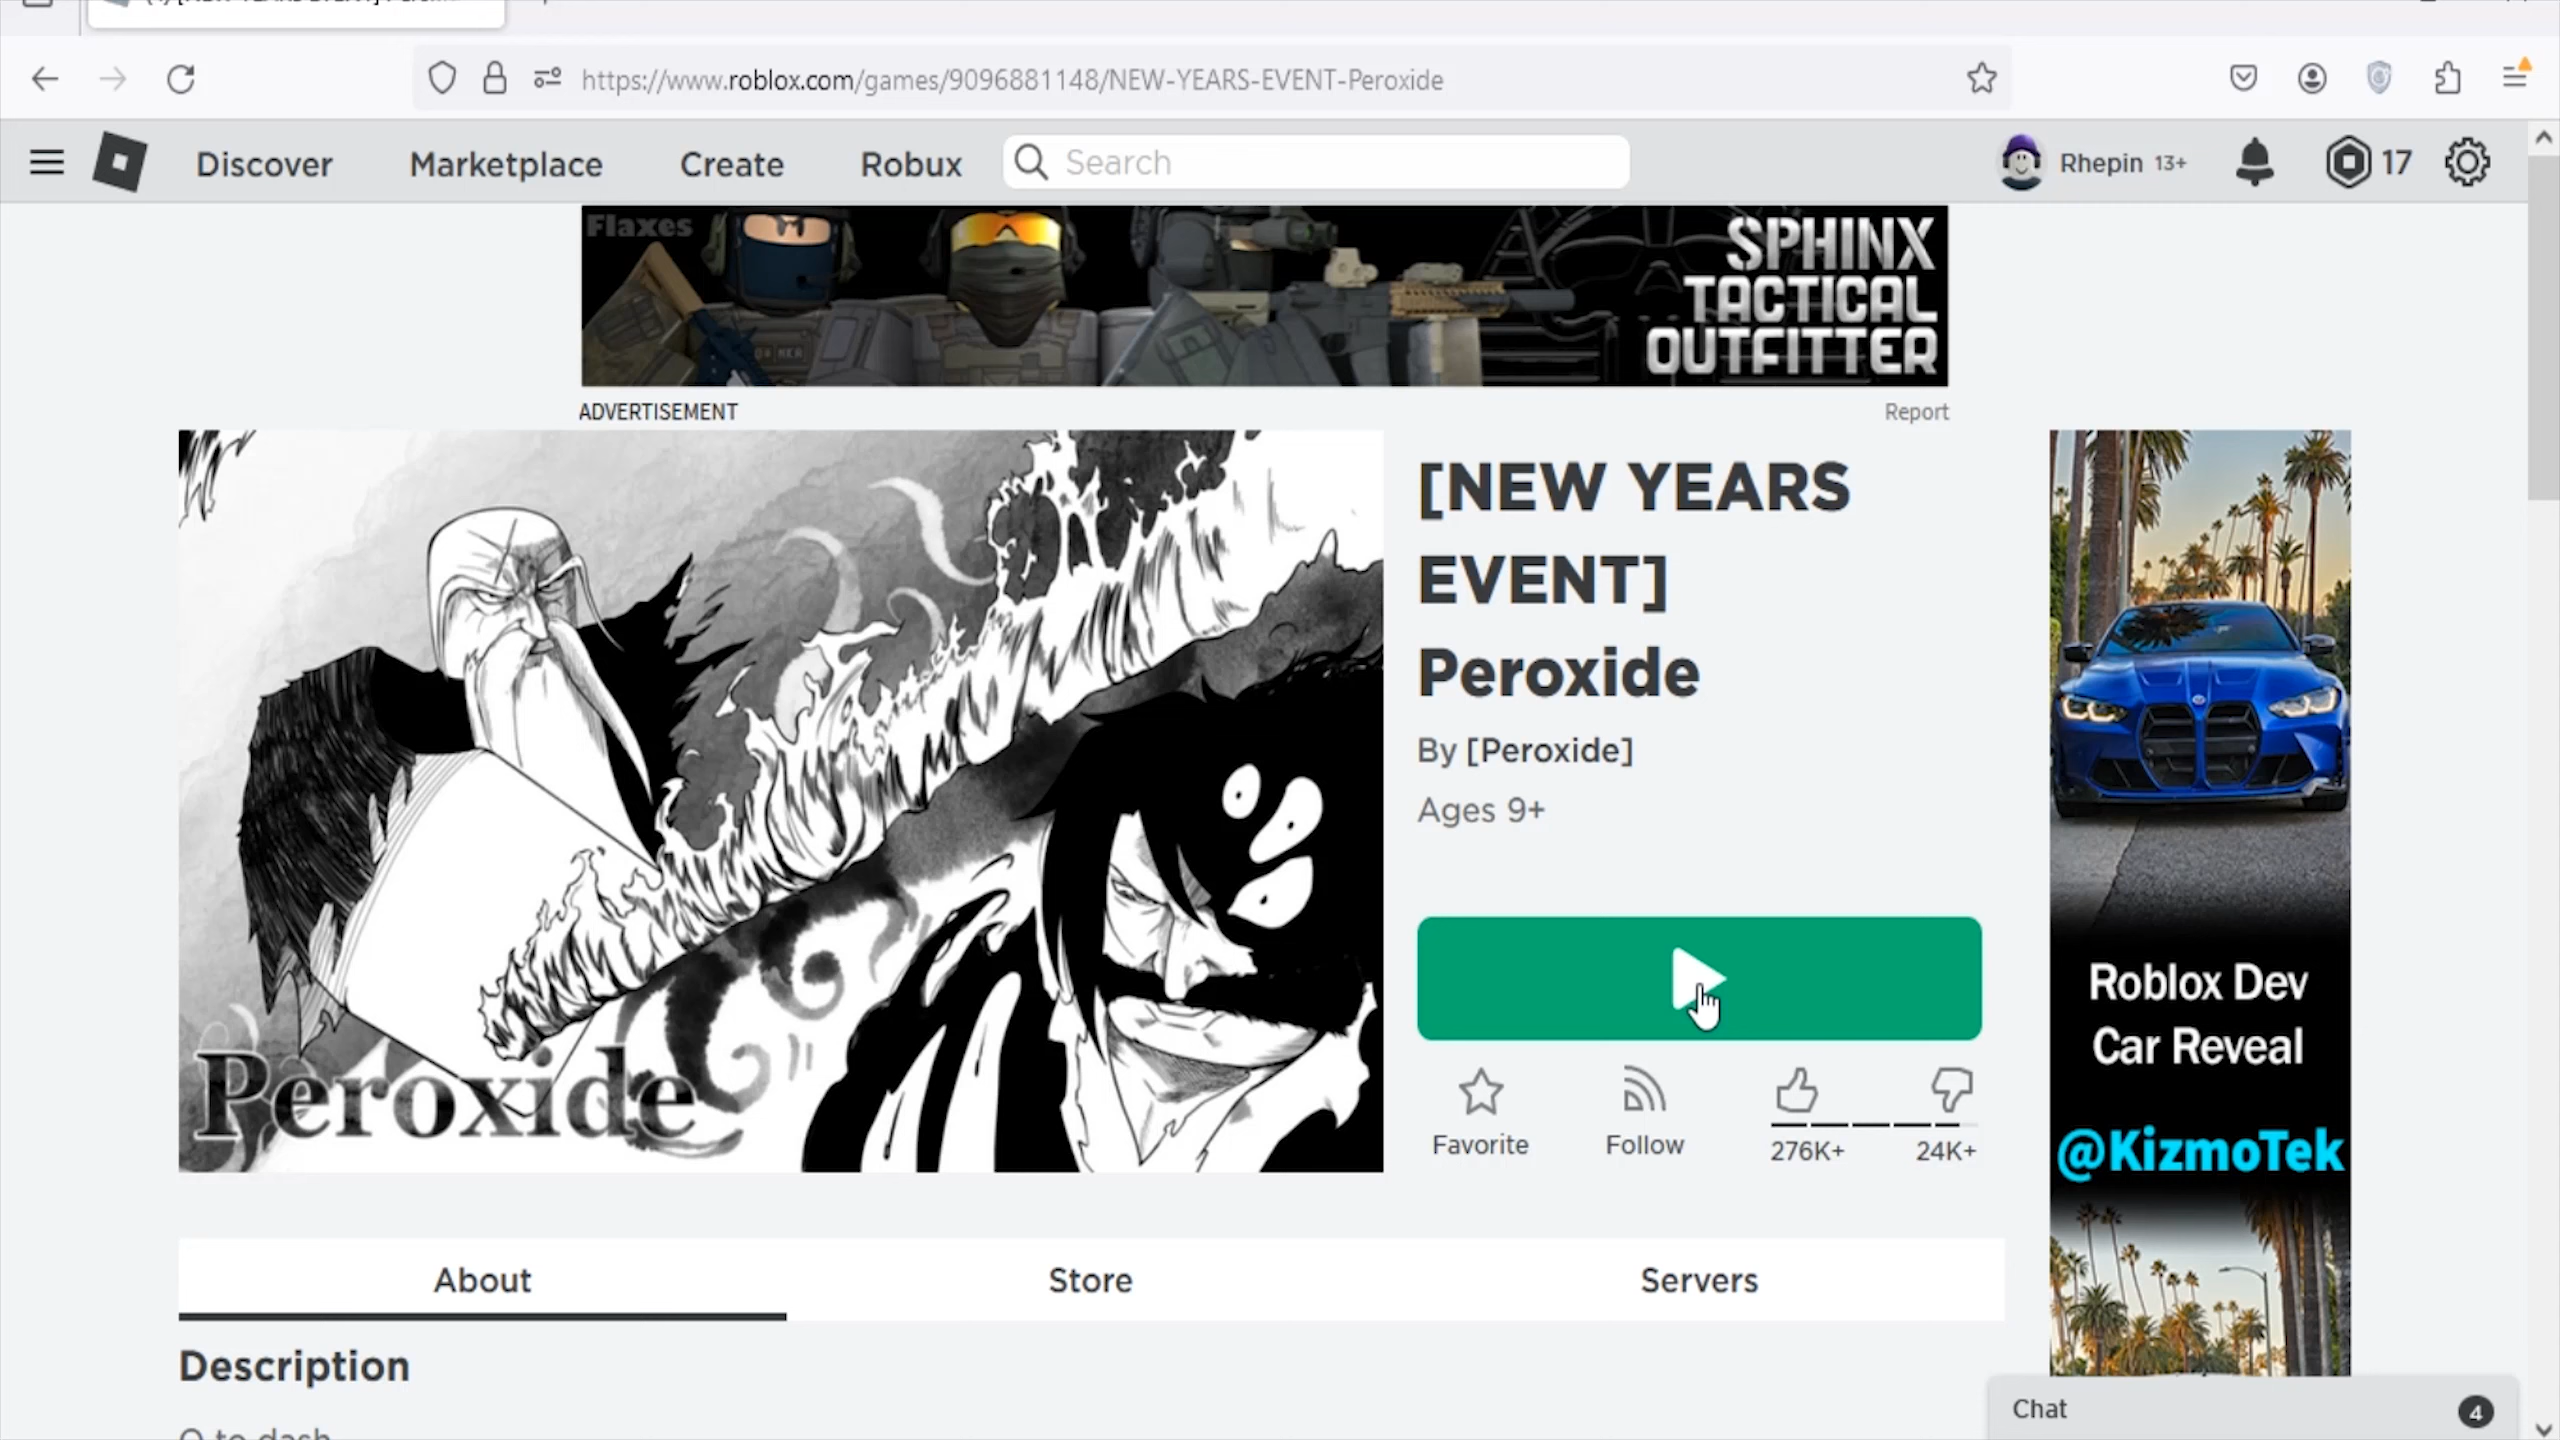 https://www.roblox.com/games/9096881148/NEW-YEARS-EVENT-Peroxide
Discover
Marketplace
Create
Robux
Search
Rhepin 13+
17
Flaxes
SPHINX
TACTICAL
OUTFITTER
ADVERTISEMENT
Report
[NEW YEARS
EVENT]
Peroxide
By [Peroxide]
Ages 9+
Peroxide
Favorite
Follow
276K+
24K+
Roblox Dev
Car Reveal
@KizmoTek
About
Store
Servers
Description
Q to dash
Chat
4